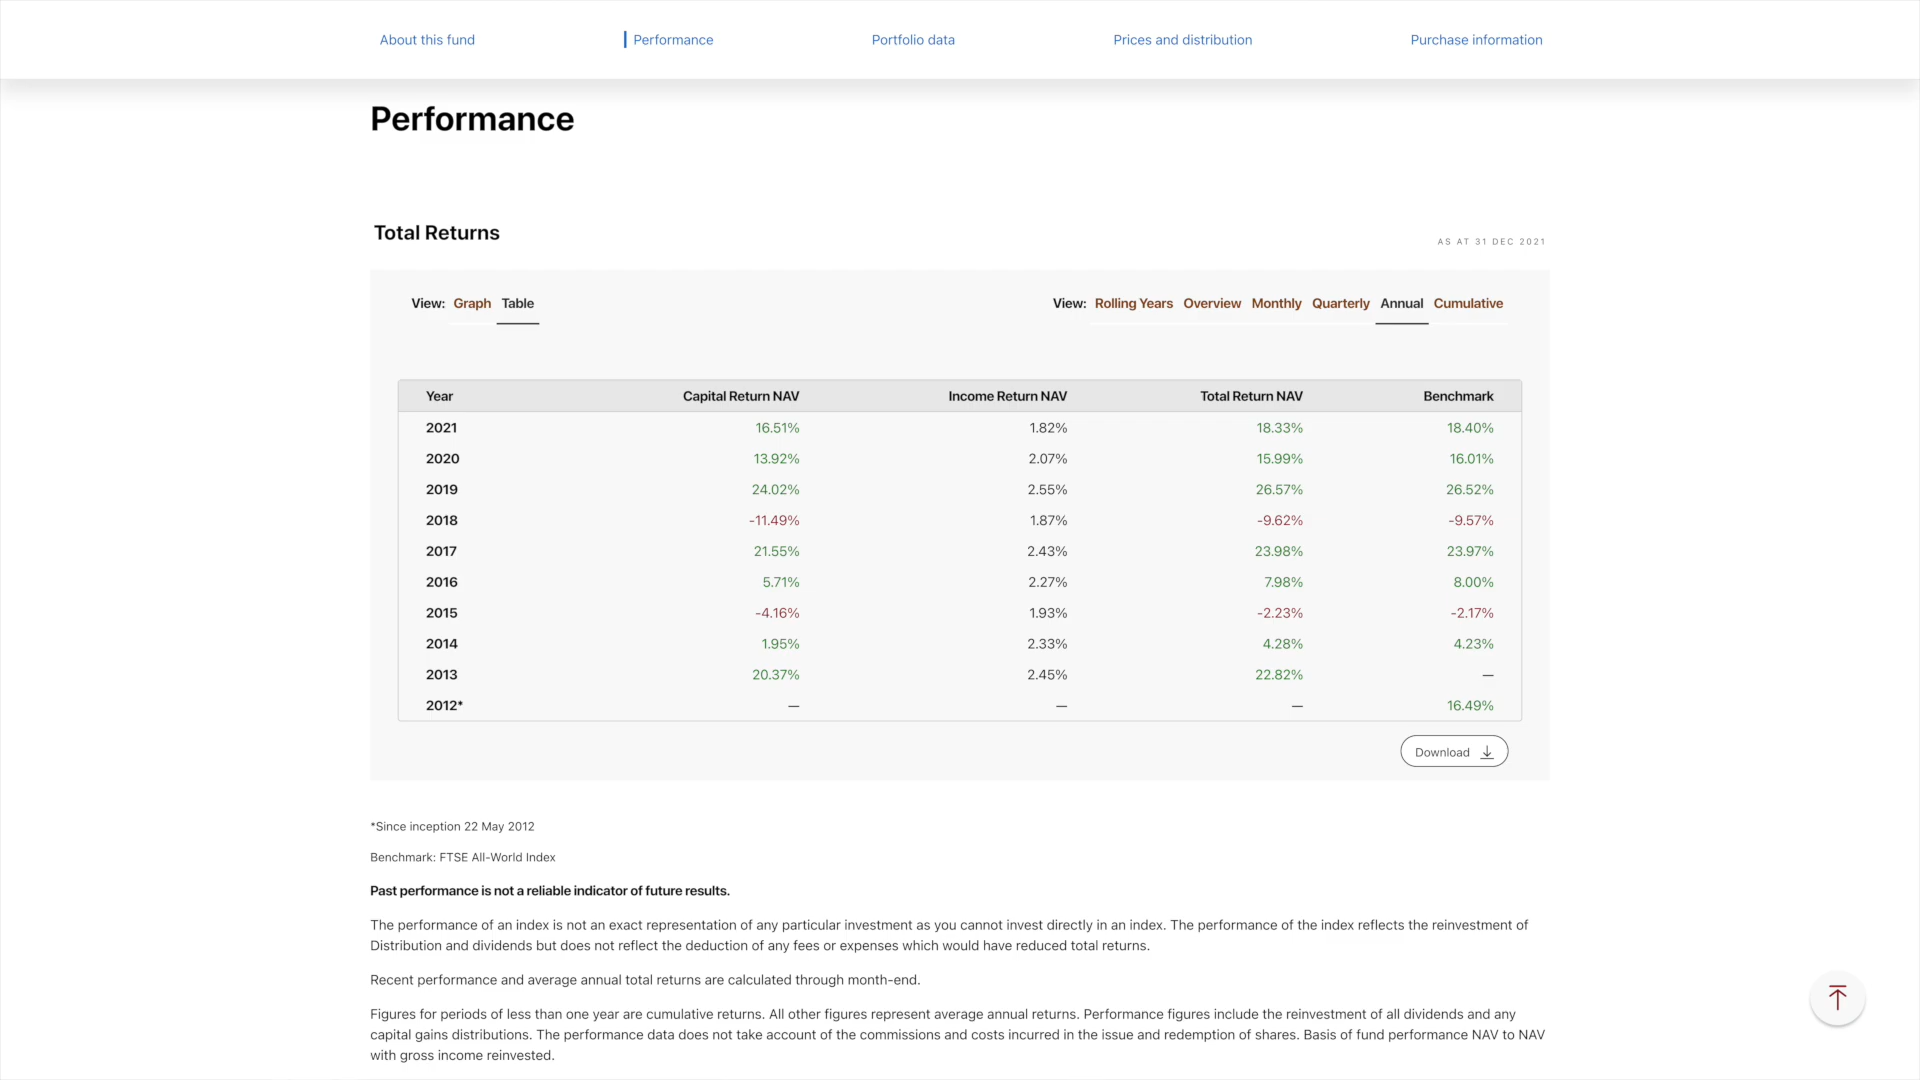 About this fund Performance Portfolio data Prices and distribution Purchase information
Performance
Total Returns
AS AT 31 DEC 2021
View: Graph Table View: Rolling Years Overview Monthly Quarterly Annual Cumulative
Year Capital Return NAV Income Return NAV Total Return NAV Benchmark
2021 16.51% 1.82% 18.33% 18.40%
2020 13.92% 2.07% 15.99% 16.01%
2019 24.02% 2.55% 26.57% 26.52%
2018 -11.49% 1.87% -9.62% -9.57%
2017 21.55% 2.43% 23.98% 23.97%
2016 5.71% 2.27% 7.98% 8.00%
2015 -4.16% 1.93% -2.23% -2.17%
2014 1.95% 2.33% 4.28% 4.23%
2013 20.37% 2.45% 22.82% —
2012* — — — 16.49%
Download
*Since inception 22 May 2012
Benchmark: FTSE All-World Index
Past performance is not a reliable indicator of future results.
The performance of an index is not an exact representation of any particular investment as you cannot invest directly in an index. The performance of the index reflects the reinvestment of
Distribution and dividends but does not reflect the deduction of any fees or expenses which would have reduced total returns.
Recent performance and average annual total returns are calculated through month-end.
Figures for periods of less than one year are cumulative returns. All other figures represent average annual returns. Performance figures include the reinvestment of all dividends and any
capital gains distributions. The performance data does not take account of the commissions and costs incurred in the issue and redemption of shares. Basis of fund performance NAV to NAV
with gross income reinvested.